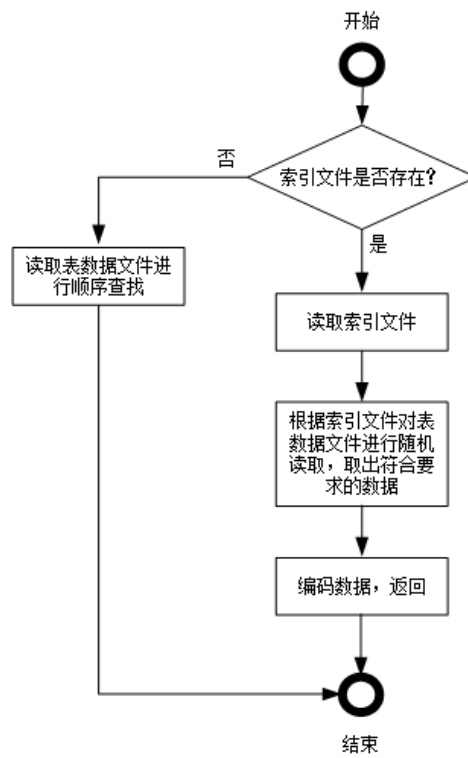 开始
索引文件是否存在?
否
是
读取表数据文件进
行顺序查找
读取索引文件
根据索引文件对表
数据文件进行随机
读取，取出符合要
求的数据
编码数据，返回
结束